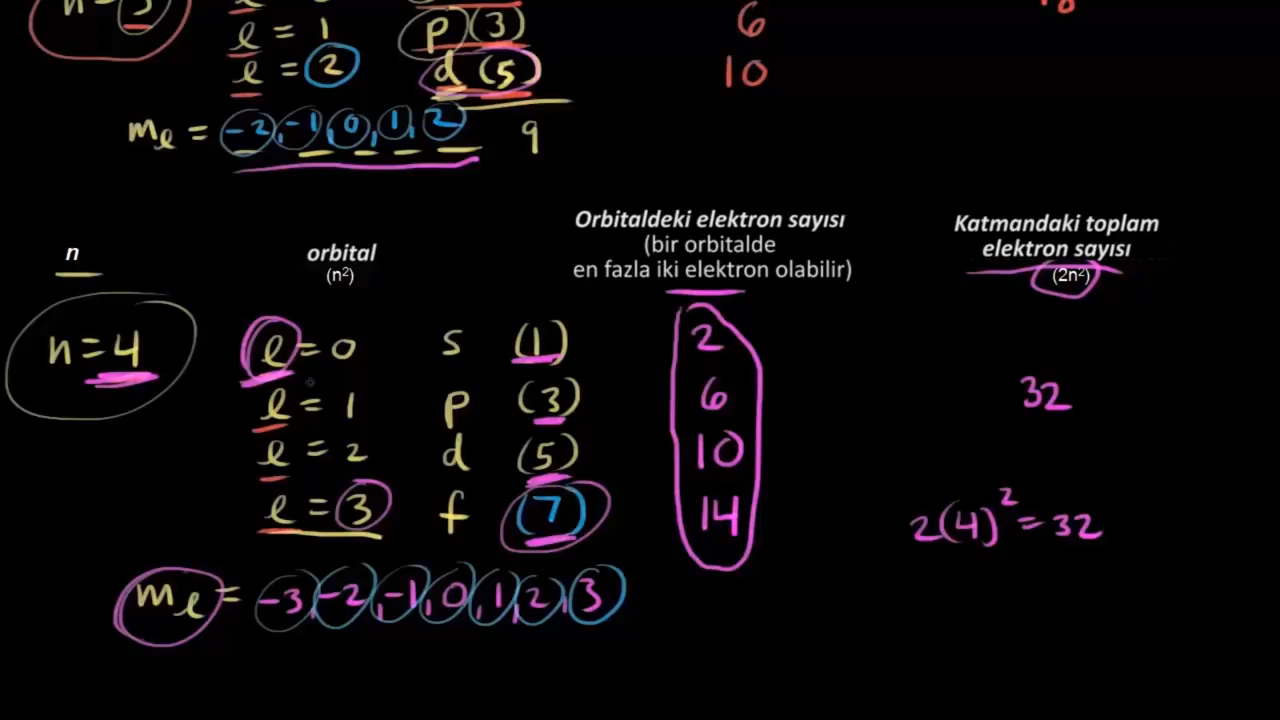 n = 3
ℓ = 1 p (3) 6
ℓ = 2 d (5) 10
mℓ = -2, -1, 0, 1, 2 9
n
orbital
(n²)
Orbitaldeki elektron sayısı
(bir orbitalde
en fazla iki elektron olabilir)
Katmandaki toplam
elektron sayısı
(2n²)
n = 4 ℓ = 0 s (1) 2
ℓ = 1 p (3) 6 32
ℓ = 2 d (5) 10
ℓ = 3 f (7) 14 2(4)² = 32
mℓ = -3, -2, -1, 0, 1, 2, 3